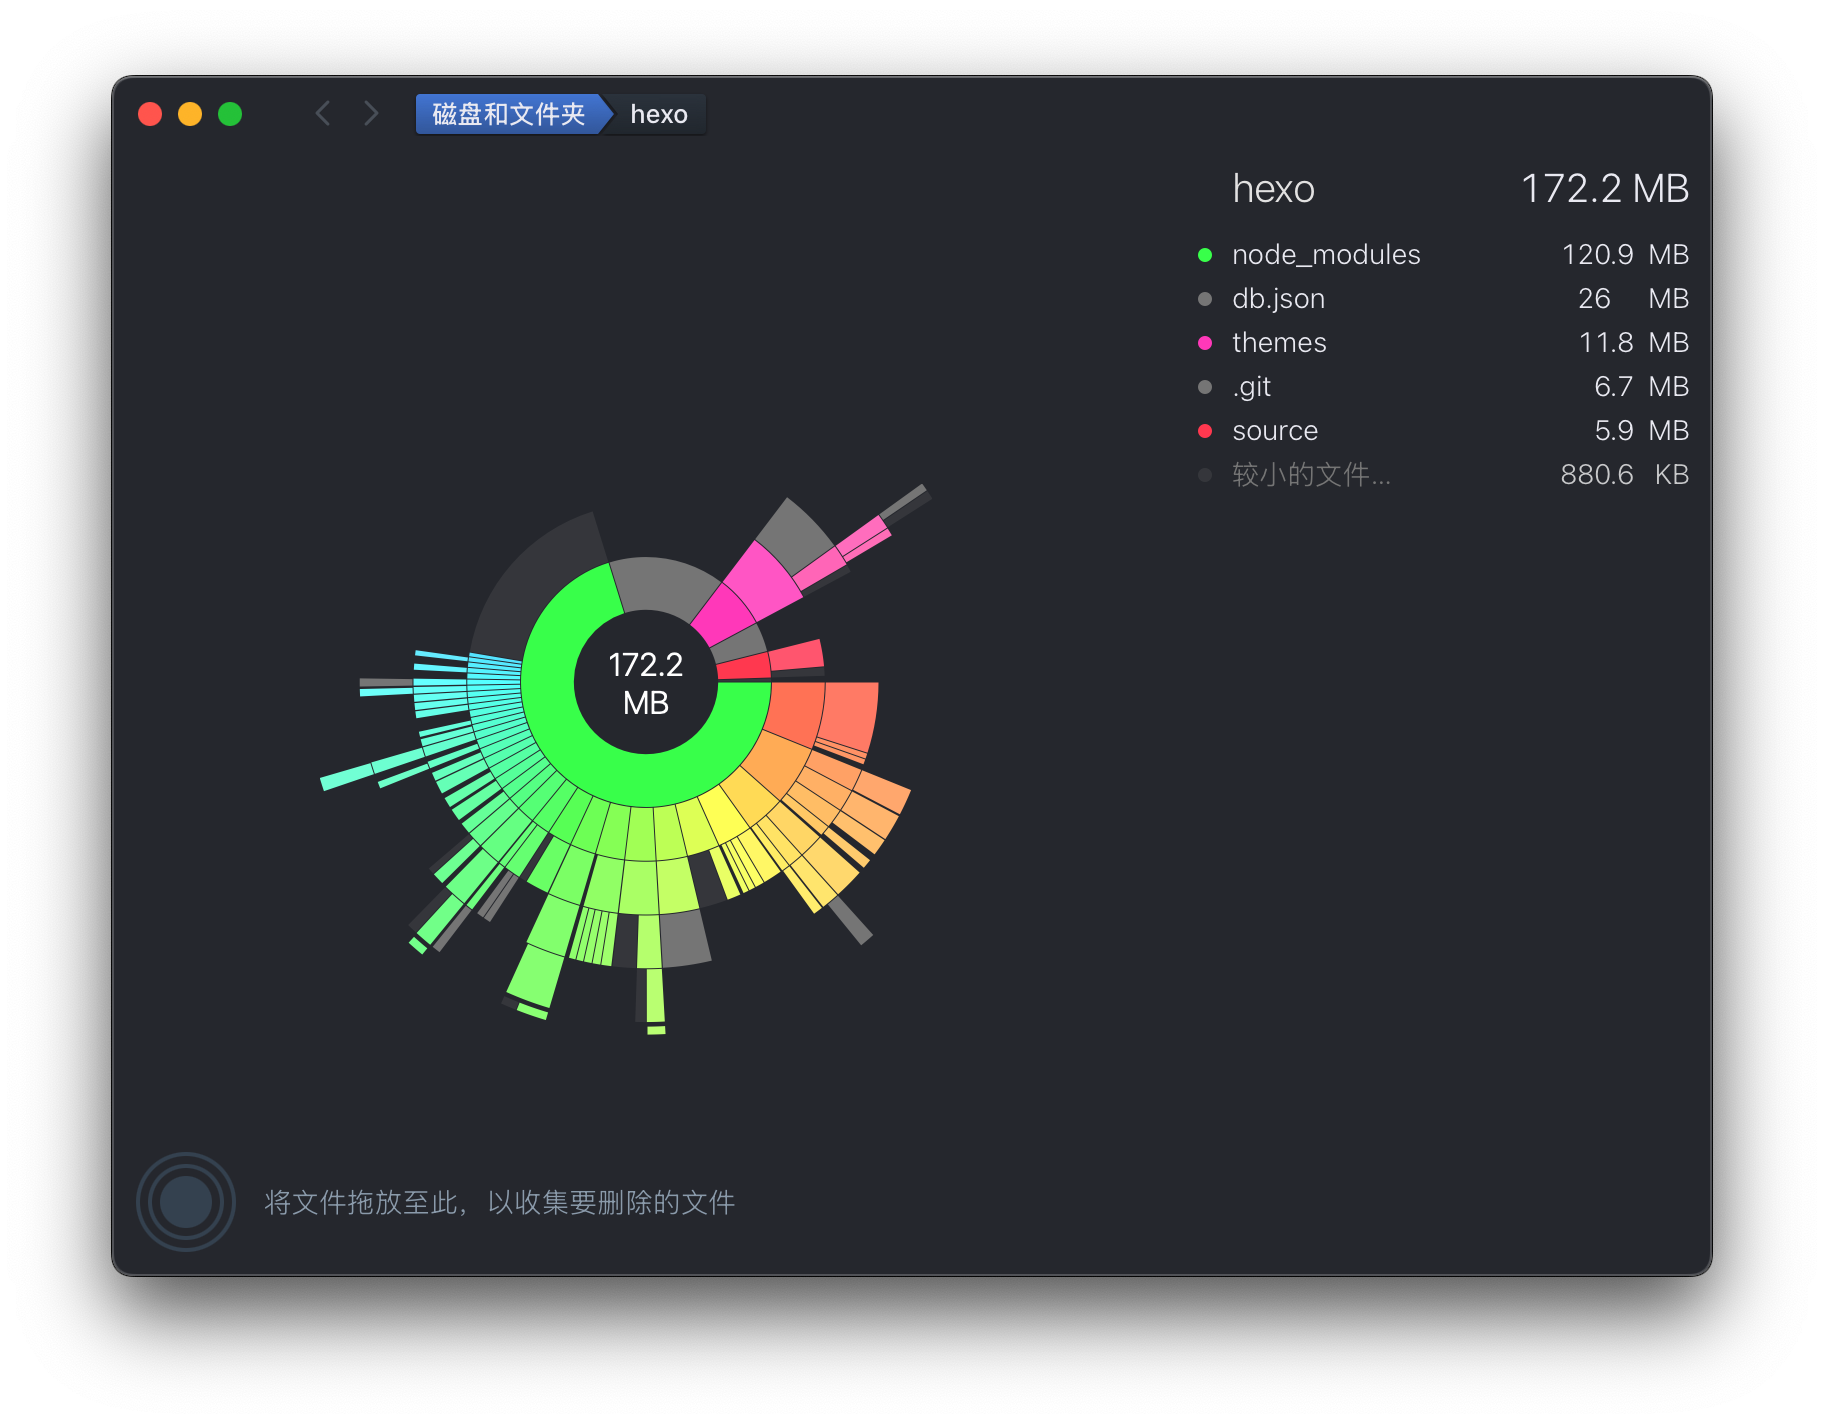 磁盘和文件夹 hexo
hexo 172.2 MB
node_modules 120.9 MB
db.json 26 MB
themes 11.8 MB
.git 6.7 MB
source 5.9 MB
较小的文件... 880.6 KB
172.2
MB
将文件拖放至此，以收集要删除的文件